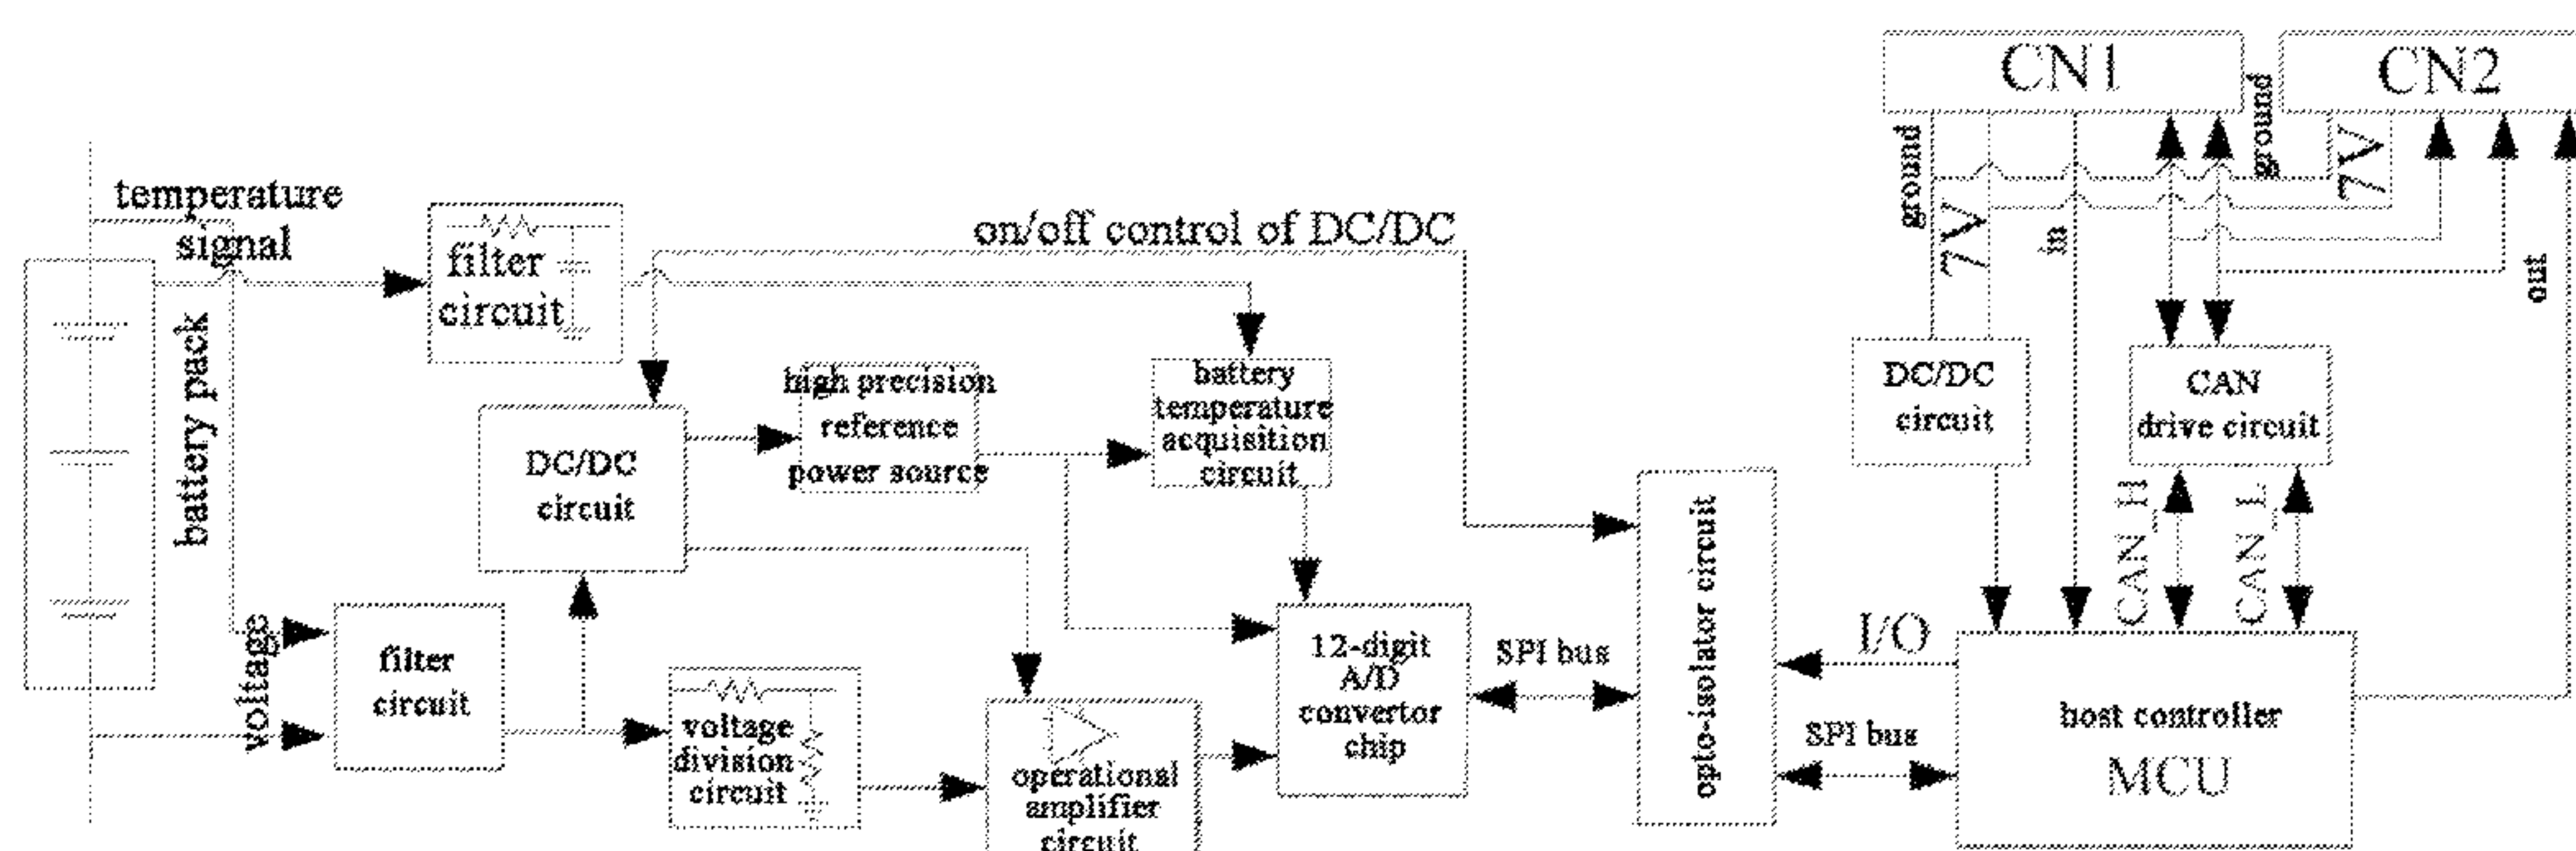 CN1
CN2
ground
7V
in
ground
7V
out
temperature
signal
battery pack
voltage
filter
circuit
on/off control of DC/DC
DC/DC
circuit
high precision
reference
power source
battery
temperature
acquisition
circuit
DC/DC
circuit
CAN
drive circuit
CAN_H
CAN_L
filter
circuit
voltage
division
circuit
operational
amplifier
circuit
12-digit
A/D
convertor
chip
SPI bus
opto-isolator circuit
I/O
SPI bus
host controller
MCU